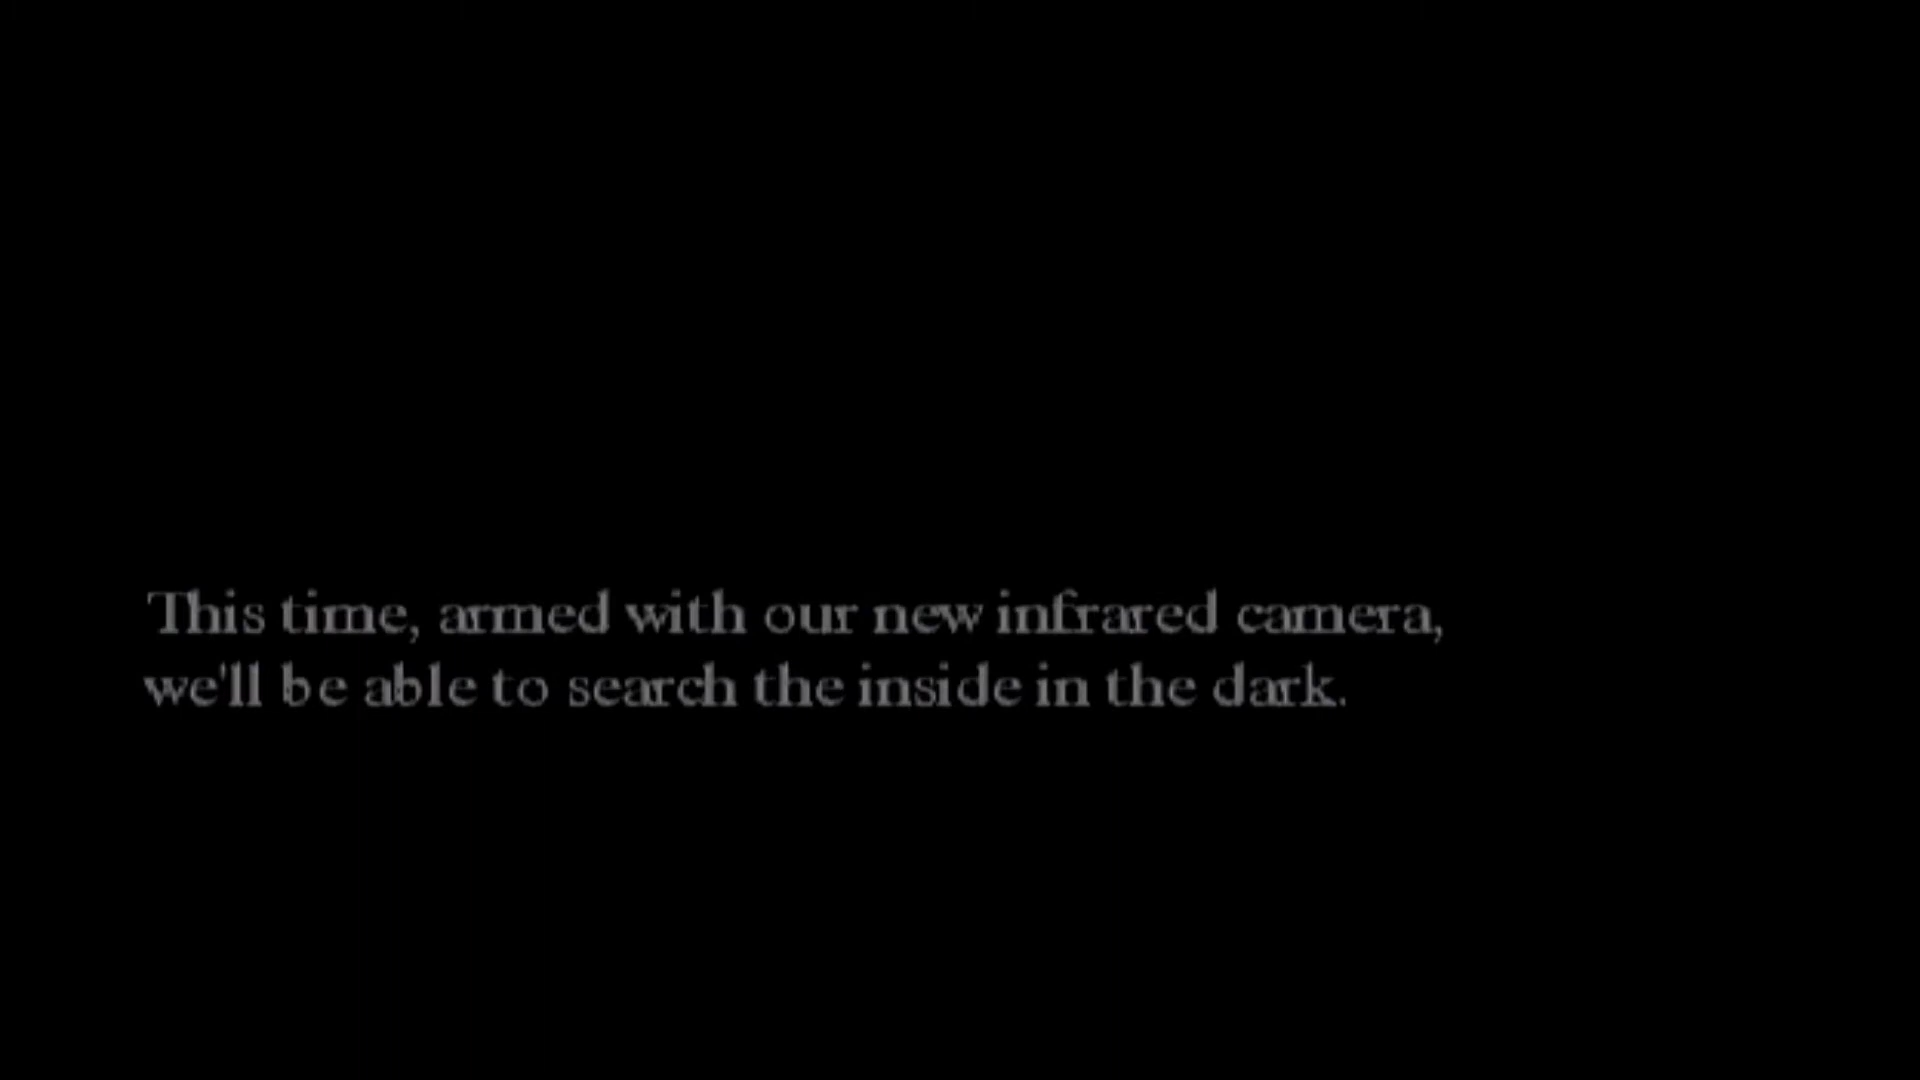 This time, armed with our new infrared camera,
we'll be able to search the inside in the dark.